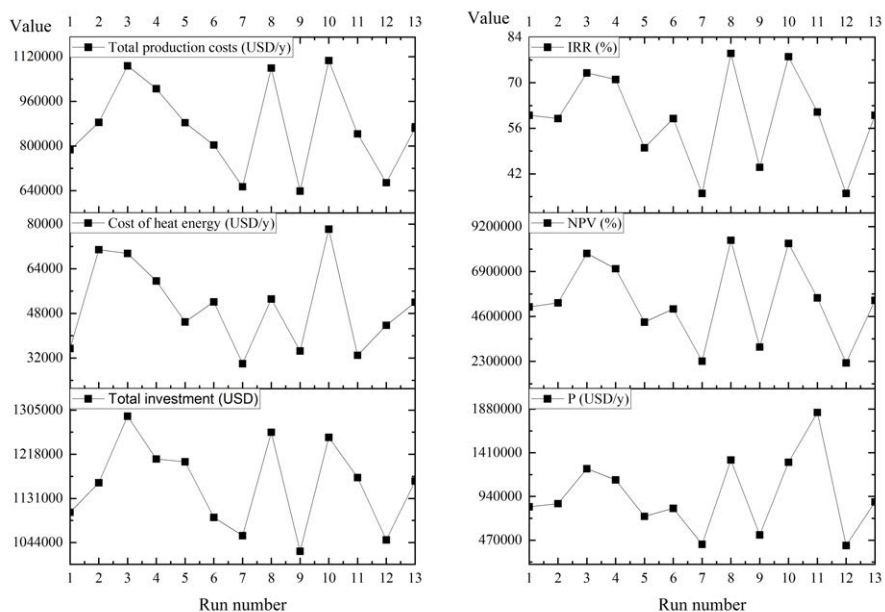 Value
1 2 3 4 5 6 7 8 9 10 11 12 13
Total production costs (USD/y)
1120000
960000
800000
640000
Cost of heat energy (USD/y)
80000
64000
48000
32000
Total investment (USD)
1305000
1218000
1131000
1044000
1 2 3 4 5 6 7 8 9 10 11 12 13
Run number
Value
1 2 3 4 5 6 7 8 9 10 11 12 13
84
IRR (%)
70
56
42
NPV (%)
9200000
6900000
4600000
2300000
P (USD/y)
1880000
1410000
940000
470000
1 2 3 4 5 6 7 8 9 10 11 12 13
Run number